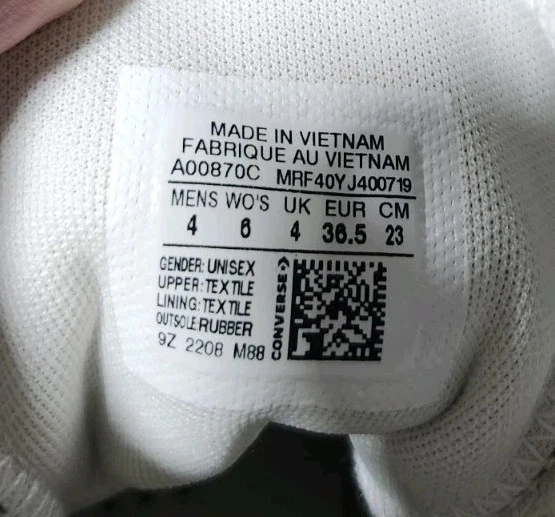 MADE IN VIETNAM
FABRIQUE AU VIETNAM
A00870C MRF40YJ400719
MENS WO'S UK EUR CM
4 6 4 36.5 23
GENDER: UNISEX
UPPER: TEXTILE
LINING: TEXTILE
OUTSOLE:RUBBER
9Z 2208 M88
CONVERSE